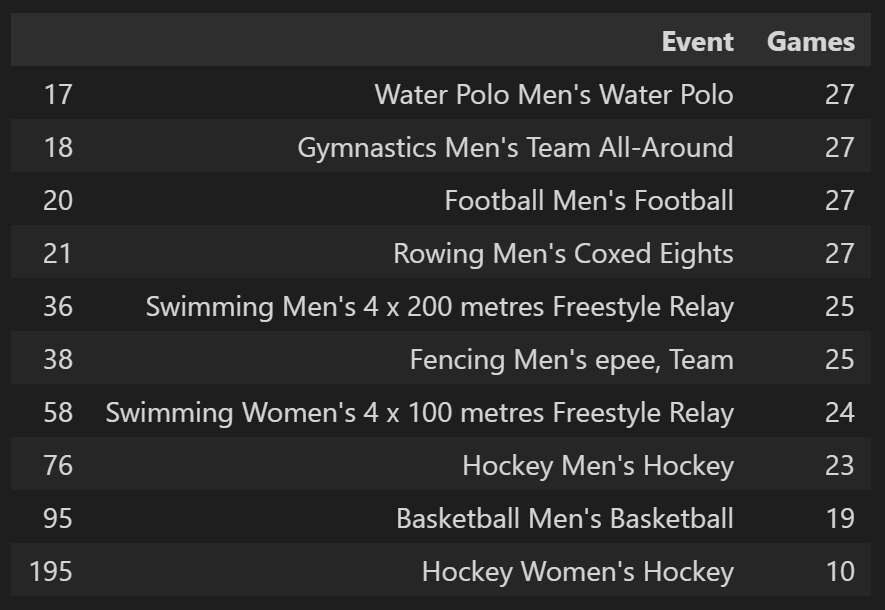 Event Games
17 Water Polo Men's Water Polo 27
18 Gymnastics Men's Team All-Around 27
20 Football Men's Football 27
21 Rowing Men's Coxed Eights 27
36 Swimming Men's 4 x 200 metres Freestyle Relay 25
38 Fencing Men's epee, Team 25
58 Swimming Women's 4 x 100 metres Freestyle Relay 24
76 Hockey Men's Hockey 23
95 Basketball Men's Basketball 19
195 Hockey Women's Hockey 10